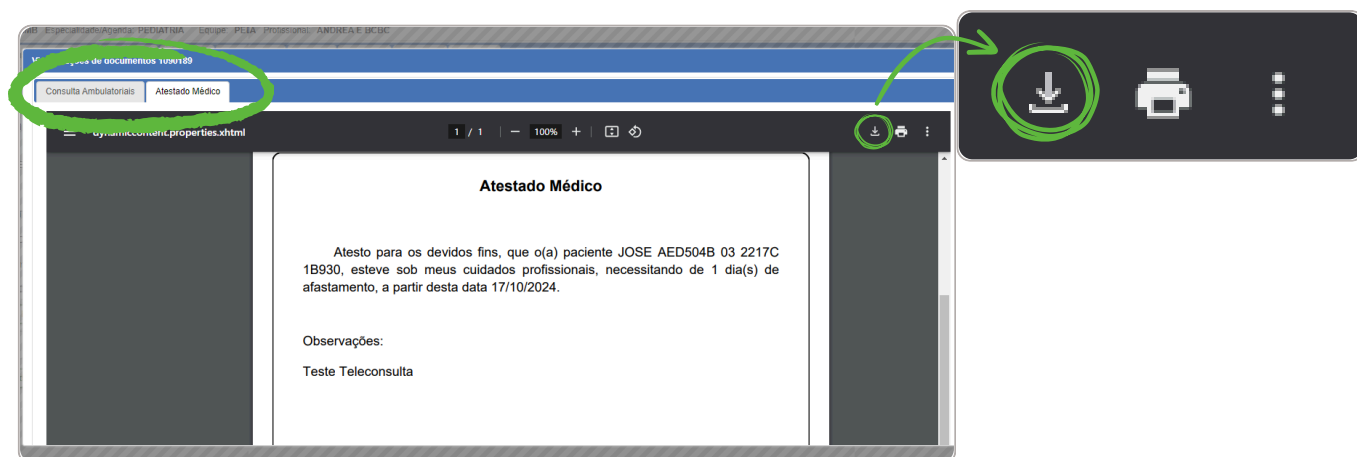 MB Especialidade/Agenda: PEDIATRIA Equipe: PEIA Profissional: ANDREA E BCBC
de documentos 1090189
Consulta Ambulatoriais Atestado Médico
dynamiccontent.properties.xhtml 1 / 1 100%
Atestado Médico
Atesto para os devidos fins, que o(a) paciente JOSE AED504B 03 2217C
1B930, esteve sob meus cuidados profissionais, necessitando de 1 dia(s) de
afastamento, a partir desta data 17/10/2024.
Observações:
Teste Teleconsulta